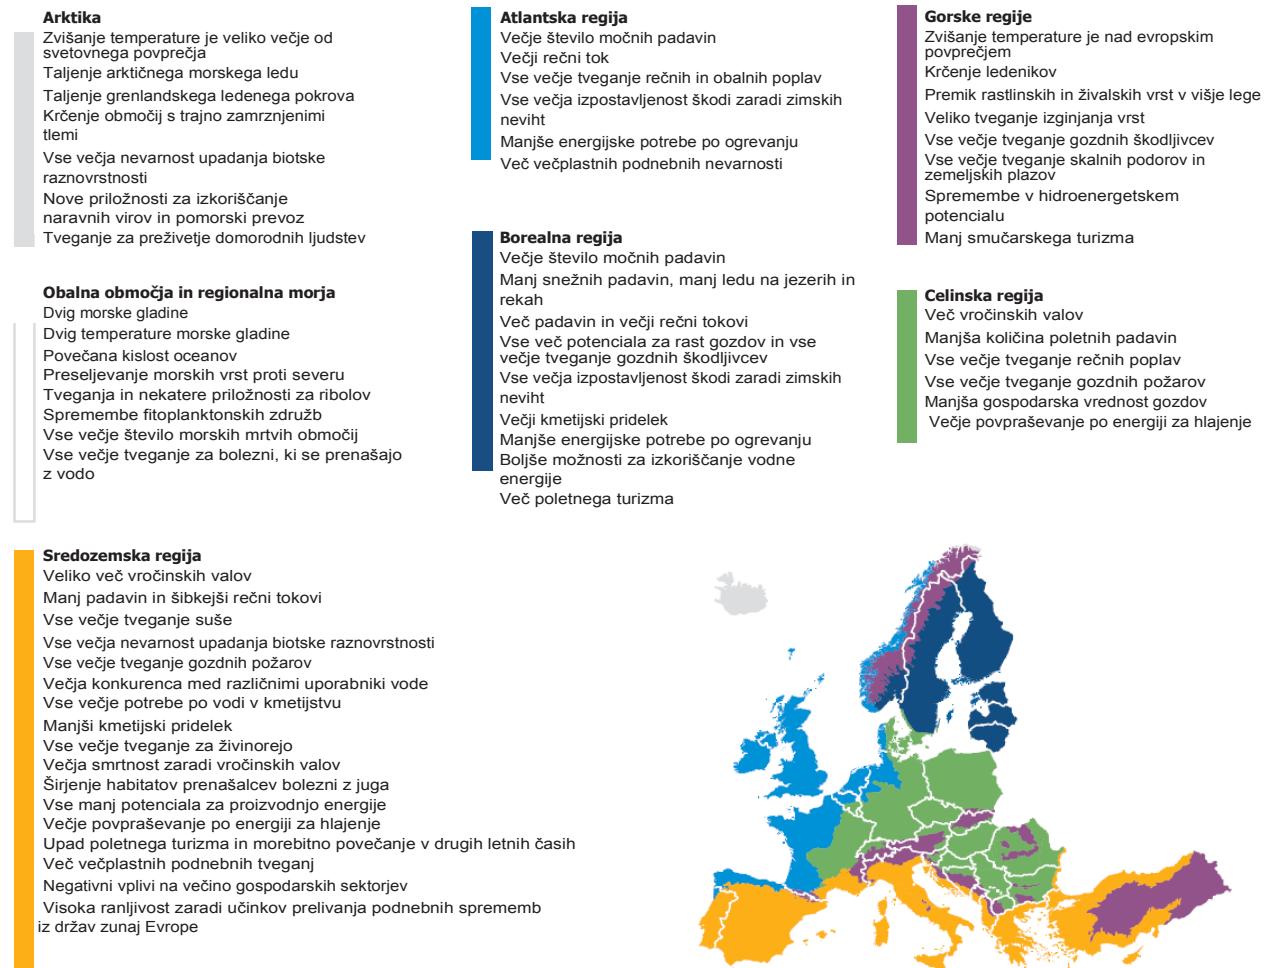 Arktika
Zvišanje temperature je veliko večje od
svetovnega povprečja
Taljenje arktičnega morskega ledu
Taljenje grenlandskega ledenega pokrova
Krčenje območij s trajno zamrznjenimi
tlemi
Vse večja nevarnost upadanja biotske
raznovrstnosti
Nove priložnosti za izkoriščanje
naravnih virov in pomorski prevoz
Tveganje za preživetje domorodnih ljudstev
Obalna območja in regionalna morja
Dvig morske gladine
Dvig temperature morske gladine
Povečana kislost oceanov
Preseljevanje morskih vrst proti severu
Tveganja in nekatere priložnosti za ribolov
Spremembe fitoplanktonskih združb
Vse večje število morskih mrtvih območij
Vse večje tveganje za bolezni, ki se prenašajo
z vodo
Atlantska regija
Večje število močnih padavin
Večji rečni tok
Vse večje tveganje rečnih in obalnih poplav
Vse večja izpostavljenost škodi zaradi zimskih
neviht
Manjše energijske potrebe po ogrevanju
Več večplastnih podnebnih nevarnosti
Borealna regija
Večje število močnih padavin
Manj snežnih padavin, manj ledu na jezerih in
rekah
Več padavin in večji rečni tokovi
Vse več potenciala za rast gozdov in vse
večje tveganje gozdnih škodljivcev
Vse večja izpostavljenost škodi zaradi zimskih
neviht
Večji kmetijski pridelek
Manjše energijske potrebe po ogrevanju
Boljše možnosti za izkoriščanje vodne
energije
Več poletnega turizma
Gorske regije
Zvišanje temperature je nad evropskim
povprečjem
Krčenje ledenikov
Premik rastlinskih in živalskih vrst v višje lege
Veliko tveganje izginjanja vrst
Vse večje tveganje gozdnih škodljivcev
Vse večje tveganje skalnih podorov in
zemeljskih plazov
Spremembe v hidroenergetskem
potencialu
Manj smučarskega turizma
Celinska regija
Več vročinskih valov
Manjša količina poletnih padavin
Vse večje tveganje rečnih poplav
Vse večje tveganje gozdnih požarov
Manjša gospodarska vrednost gozdov
Večje povpraševanje po energiji za hlajenje
Sredozemska regija
Veliko več vročinskih valov
Manj padavin in šibkejši rečni tokovi
Vse večje tveganje suše
Vse večja nevarnost upadanja biotske raznovrstnosti
Vse večje tveganje gozdnih požarov
Večja konkurenca med različnimi uporabniki vode
Vse večje potrebe po vodi v kmetijstvu
Manjši kmetijski pridelek
Vse večje tveganje za živinorejo
Večja smrtnost zaradi vročinskih valov
Širjenje habitatov prenašalcev bolezni z juga
Vse manj potenciala za proizvodnjo energije
Večje povpraševanje po energiji za hlajenje
Upad poletnega turizma in morebitno povečanje v drugih letnih časih
Več večplastnih podnebnih tveganj
Negativni vplivi na večino gospodarskih sektorjev
Visoka ranljivost zaradi učinkov prelivanja podnebnih sprememb
iz držav zunaj Evrope